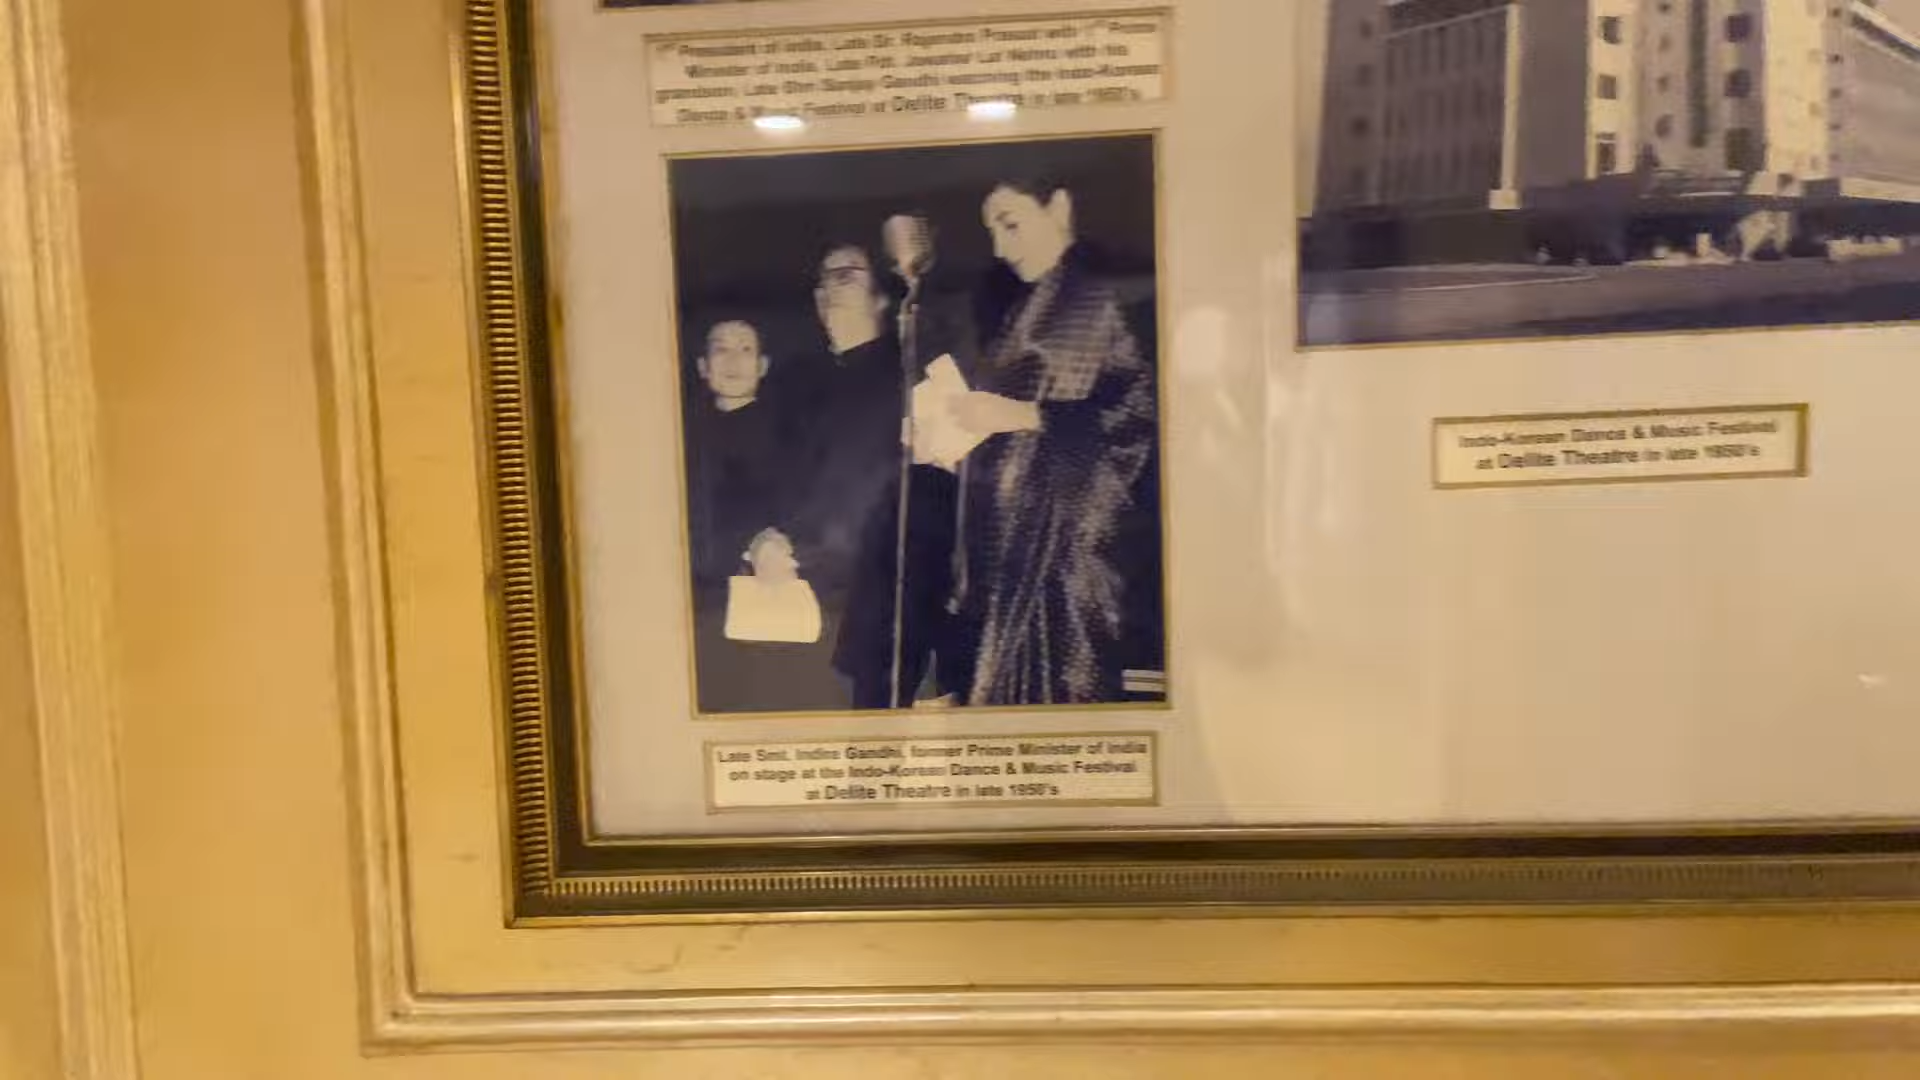 1st President of India, Late Dr. Rajendra Prasad with 1st Prime
Minister of India, Late Pdt. Jawahar Lal Nehru with his
grandson, Late Shri Sanjay Gandhi watching the Indo-Korean
Dance & Music Festival at Delite Theatre in late 1950's
Late Smt. Indira Gandhi, former Prime Minister of India
on stage at the Indo-Korean Dance & Music Festival
at Delite Theatre in late 1950's
Indo-Korean Dance & Music Festival
at Delite Theatre in late 1950's